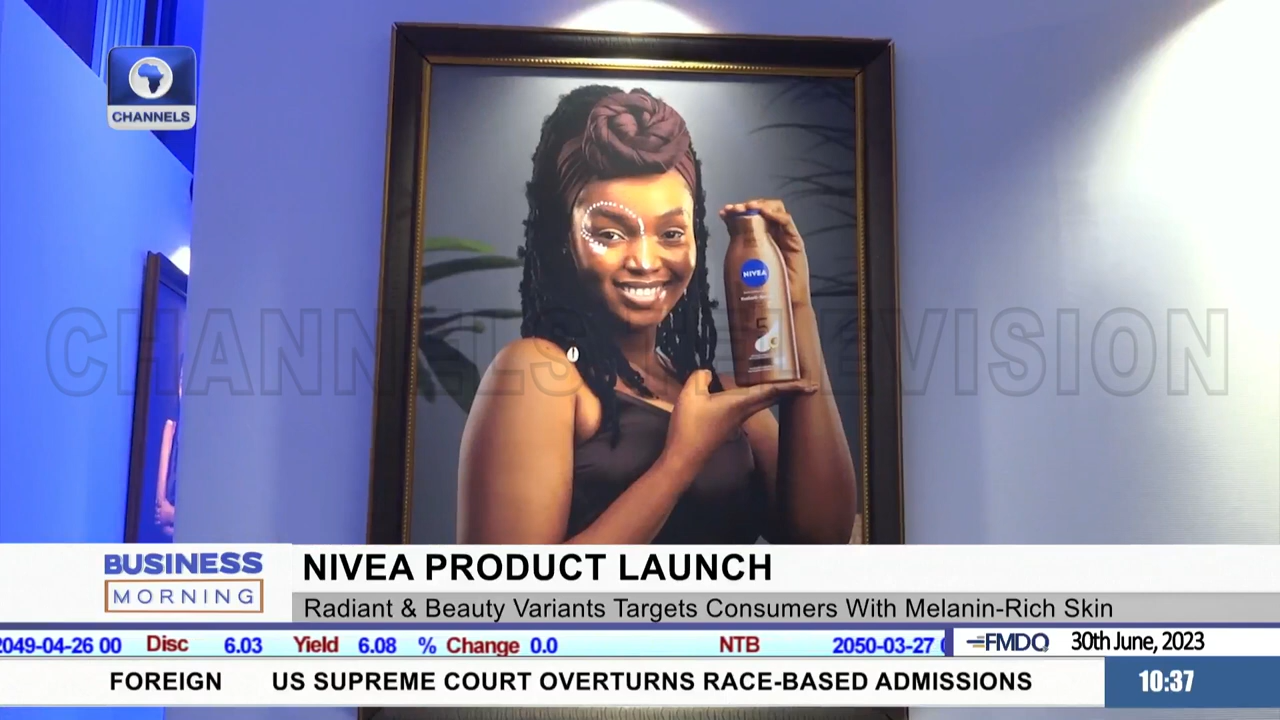 CHANNELS
NIVEA
CHANNELS TELEVISION
BUSINESS
MORNING
NIVEA PRODUCT LAUNCH
Radiant & Beauty Variants Targets Consumers With Melanin-Rich Skin
2049-04-26 00 Disc 6.03 Yield 6.08 % Change 0.0 NTB 2050-03-27
FMDQ 30th June, 2023
FOREIGN US SUPREME COURT OVERTURNS RACE-BASED ADMISSIONS
10:37